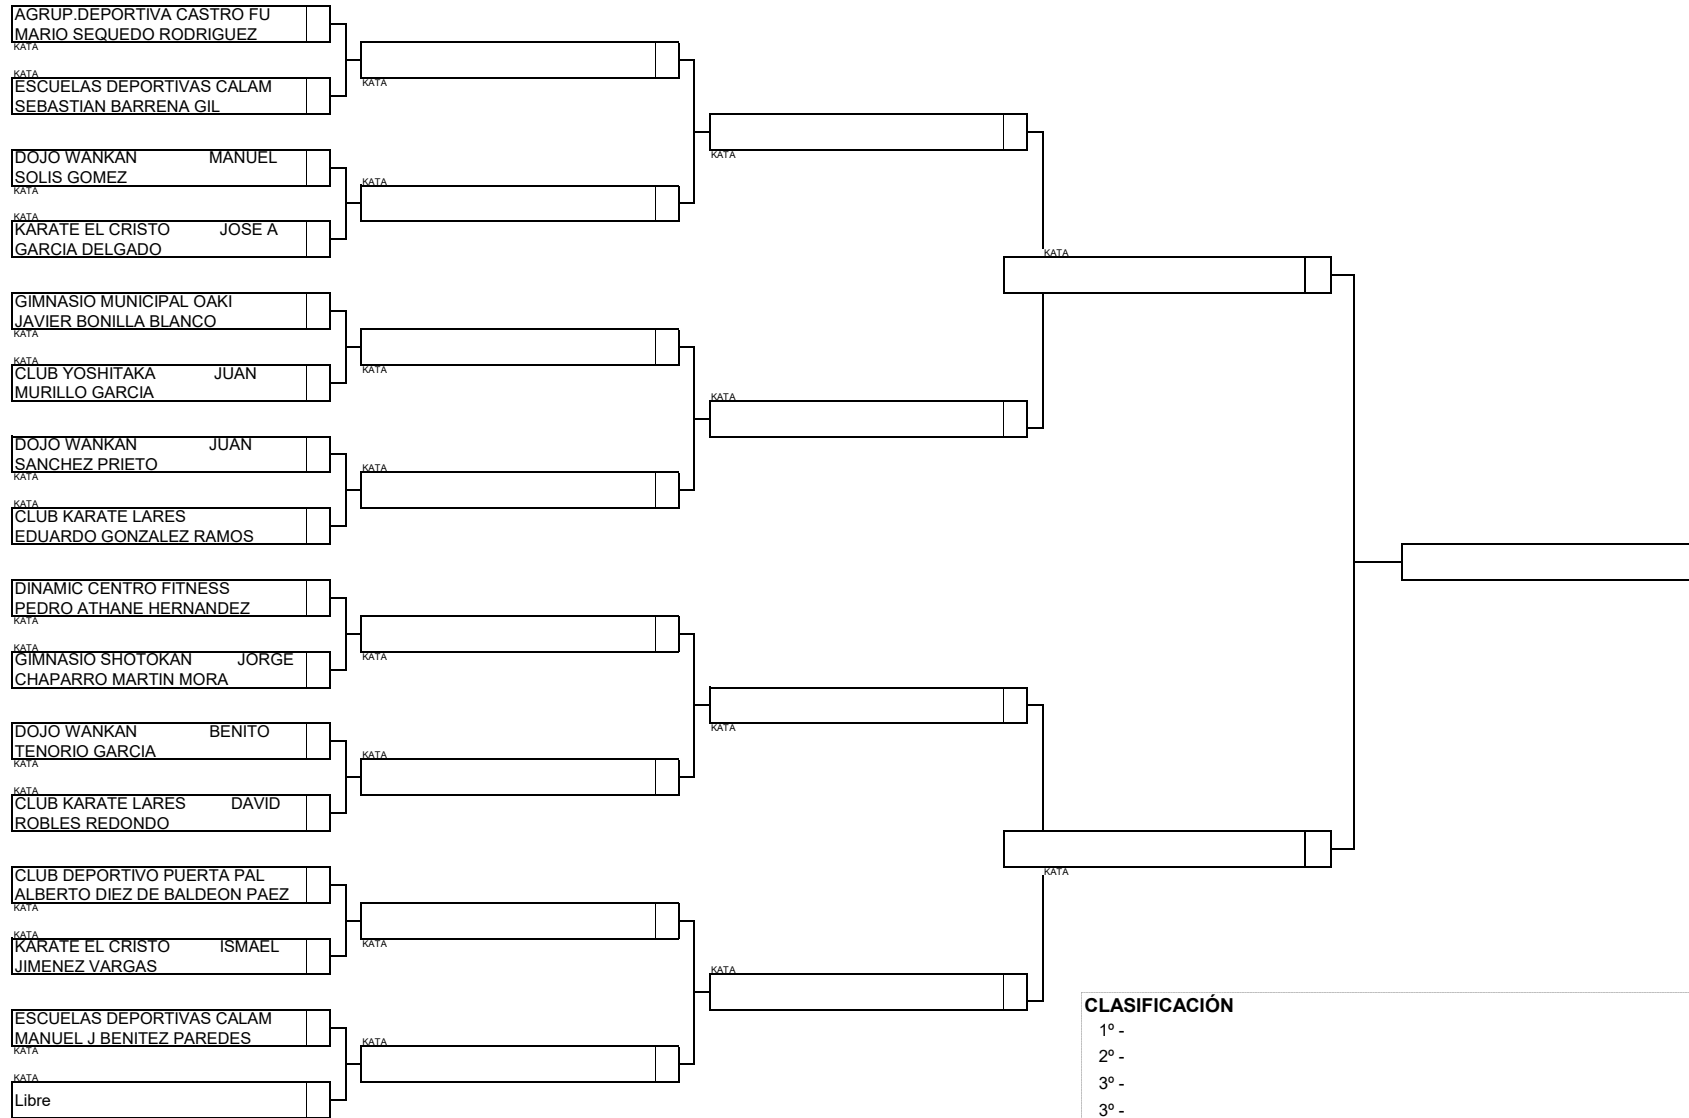 AGRUP.DEPORTIVA CASTRO FU
MARIO SEQUEDO RODRIGUEZ
KATA
KATA
ESCUELAS DEPORTIVAS CALAM
SEBASTIAN BARRENA GIL
DOJO WANKAN MANUEL
SOLIS GOMEZ
KATA
KATA
KARATE EL CRISTO JOSE A
GARCIA DELGADO
GIMNASIO MUNICIPAL OAKI
JAVIER BONILLA BLANCO
KATA
KATA
CLUB YOSHITAKA JUAN
MURILLO GARCIA
DOJO WANKAN JUAN
SANCHEZ PRIETO
KATA
KATA
CLUB KARATE LARES
EDUARDO GONZALEZ RAMOS
DINAMIC CENTRO FITNESS
PEDRO ATHANE HERNANDEZ
KATA
KATA
GIMNASIO SHOTOKAN JORGE
CHAPARRO MARTIN MORA
DOJO WANKAN BENITO
TENORIO GARCIA
KATA
KATA
CLUB KARATE LARES DAVID
ROBLES REDONDO
CLUB DEPORTIVO PUERTA PAL
ALBERTO DIEZ DE BALDEON PAEZ
KATA
KATA
KARATE EL CRISTO ISMAEL
JIMENEZ VARGAS
ESCUELAS DEPORTIVAS CALAM
MANUEL J BENITEZ PAREDES
KATA
KATA
Libre
KATA
KATA
KATA
KATA
KATA
KATA
KATA
KATA
KATA
KATA
KATA
KATA
KATA
KATA
CLASIFICACIÓN
1º -
2º -
3º -
3º -